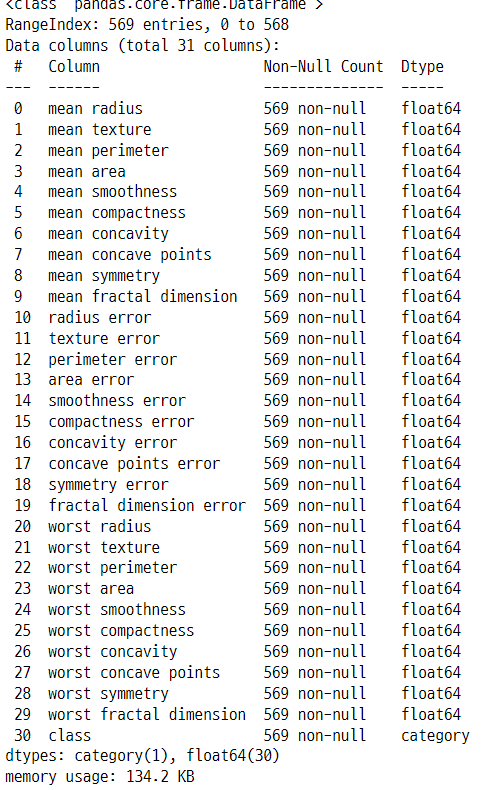 <class 'pandas.core.frame.DataFrame'>
RangeIndex: 569 entries, 0 to 568
Data columns (total 31 columns):
 #   Column                   Non-Null Count  Dtype
---  ------                   --------------  -----
 0   mean radius              569 non-null    float64
 1   mean texture             569 non-null    float64
 2   mean perimeter           569 non-null    float64
 3   mean area                569 non-null    float64
 4   mean smoothness          569 non-null    float64
 5   mean compactness         569 non-null    float64
 6   mean concavity           569 non-null    float64
 7   mean concave points      569 non-null    float64
 8   mean symmetry            569 non-null    float64
 9   mean fractal dimension   569 non-null    float64
 10  radius error             569 non-null    float64
 11  texture error            569 non-null    float64
 12  perimeter error          569 non-null    float64
 13  area error               569 non-null    float64
 14  smoothness error         569 non-null    float64
 15  compactness error        569 non-null    float64
 16  concavity error          569 non-null    float64
 17  concave points error     569 non-null    float64
 18  symmetry error           569 non-null    float64
 19  fractal dimension error  569 non-null    float64
 20  worst radius             569 non-null    float64
 21  worst texture            569 non-null    float64
 22  worst perimeter          569 non-null    float64
 23  worst area               569 non-null    float64
 24  worst smoothness         569 non-null    float64
 25  worst compactness        569 non-null    float64
 26  worst concavity          569 non-null    float64
 27  worst concave points     569 non-null    float64
 28  worst symmetry           569 non-null    float64
 29  worst fractal dimension  569 non-null    float64
 30  class                    569 non-null    category
dtypes: category(1), float64(30)
memory usage: 134.2 KB